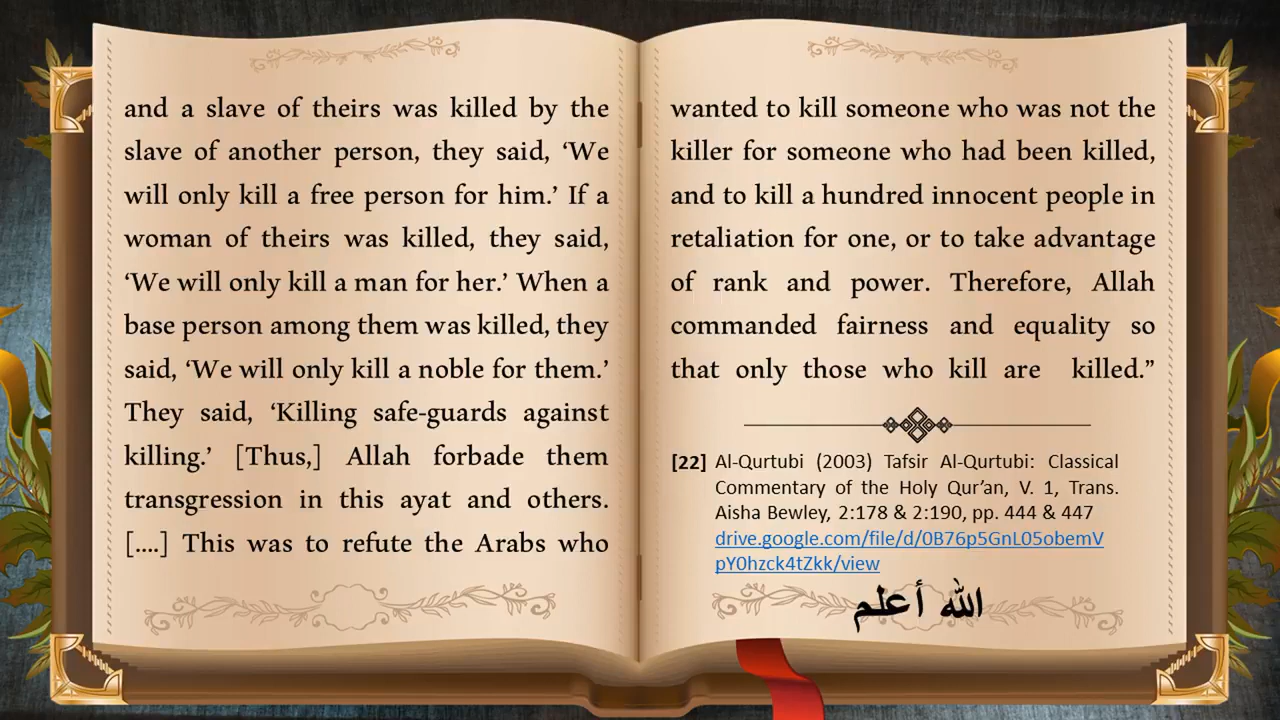 and a slave of theirs was killed by the
slave of another person, they said, ‘We
will only kill a free person for him.’ If a
woman of theirs was killed, they said,
‘We will only kill a man for her.’ When a
base person among them was killed, they
said, ‘We will only kill a noble for them.’
They said, ‘Killing safe-guards against
killing.’ [Thus,] Allah forbade them
transgression in this ayat and others.
[....] This was to refute the Arabs who
wanted to kill someone who was not the
killer for someone who had been killed,
and to kill a hundred innocent people in
retaliation for one, or to take advantage
of rank and power. Therefore, Allah
commanded fairness and equality so
that only those who kill are killed.”
[22] Al-Qurtubi (2003) Tafsir Al-Qurtubi: Classical
Commentary of the Holy Qur’an, V. 1, Trans.
Aisha Bewley, 2:178 & 2:190, pp. 444 & 447
drive.google.com/file/d/0B76p5GnL05obemV
pY0hzck4tZkk/view
الله أعلم